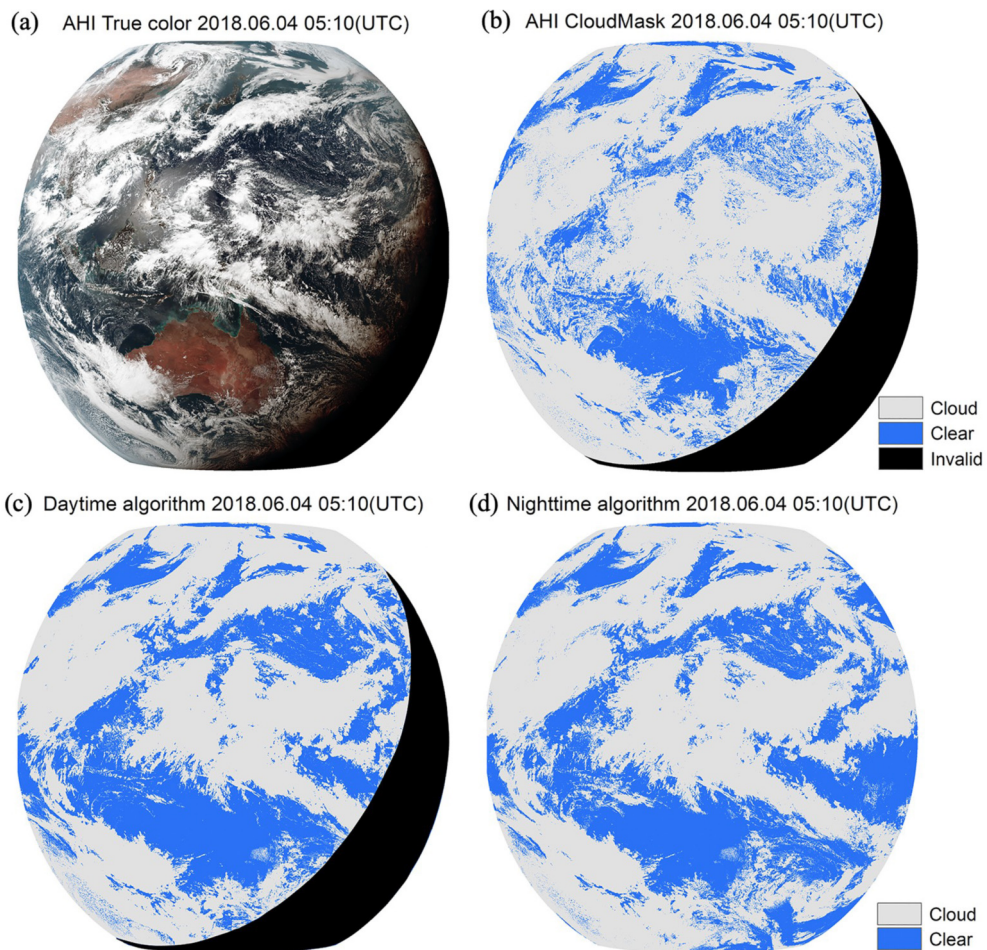 (a) AHI True color 2018.06.04 05:10(UTC)
(b) AHI CloudMask 2018.06.04 05:10(UTC)
Cloud
Clear
Invalid
(c) Daytime algorithm 2018.06.04 05:10(UTC)
(d) Nighttime algorithm 2018.06.04 05:10(UTC)
Cloud
Clear